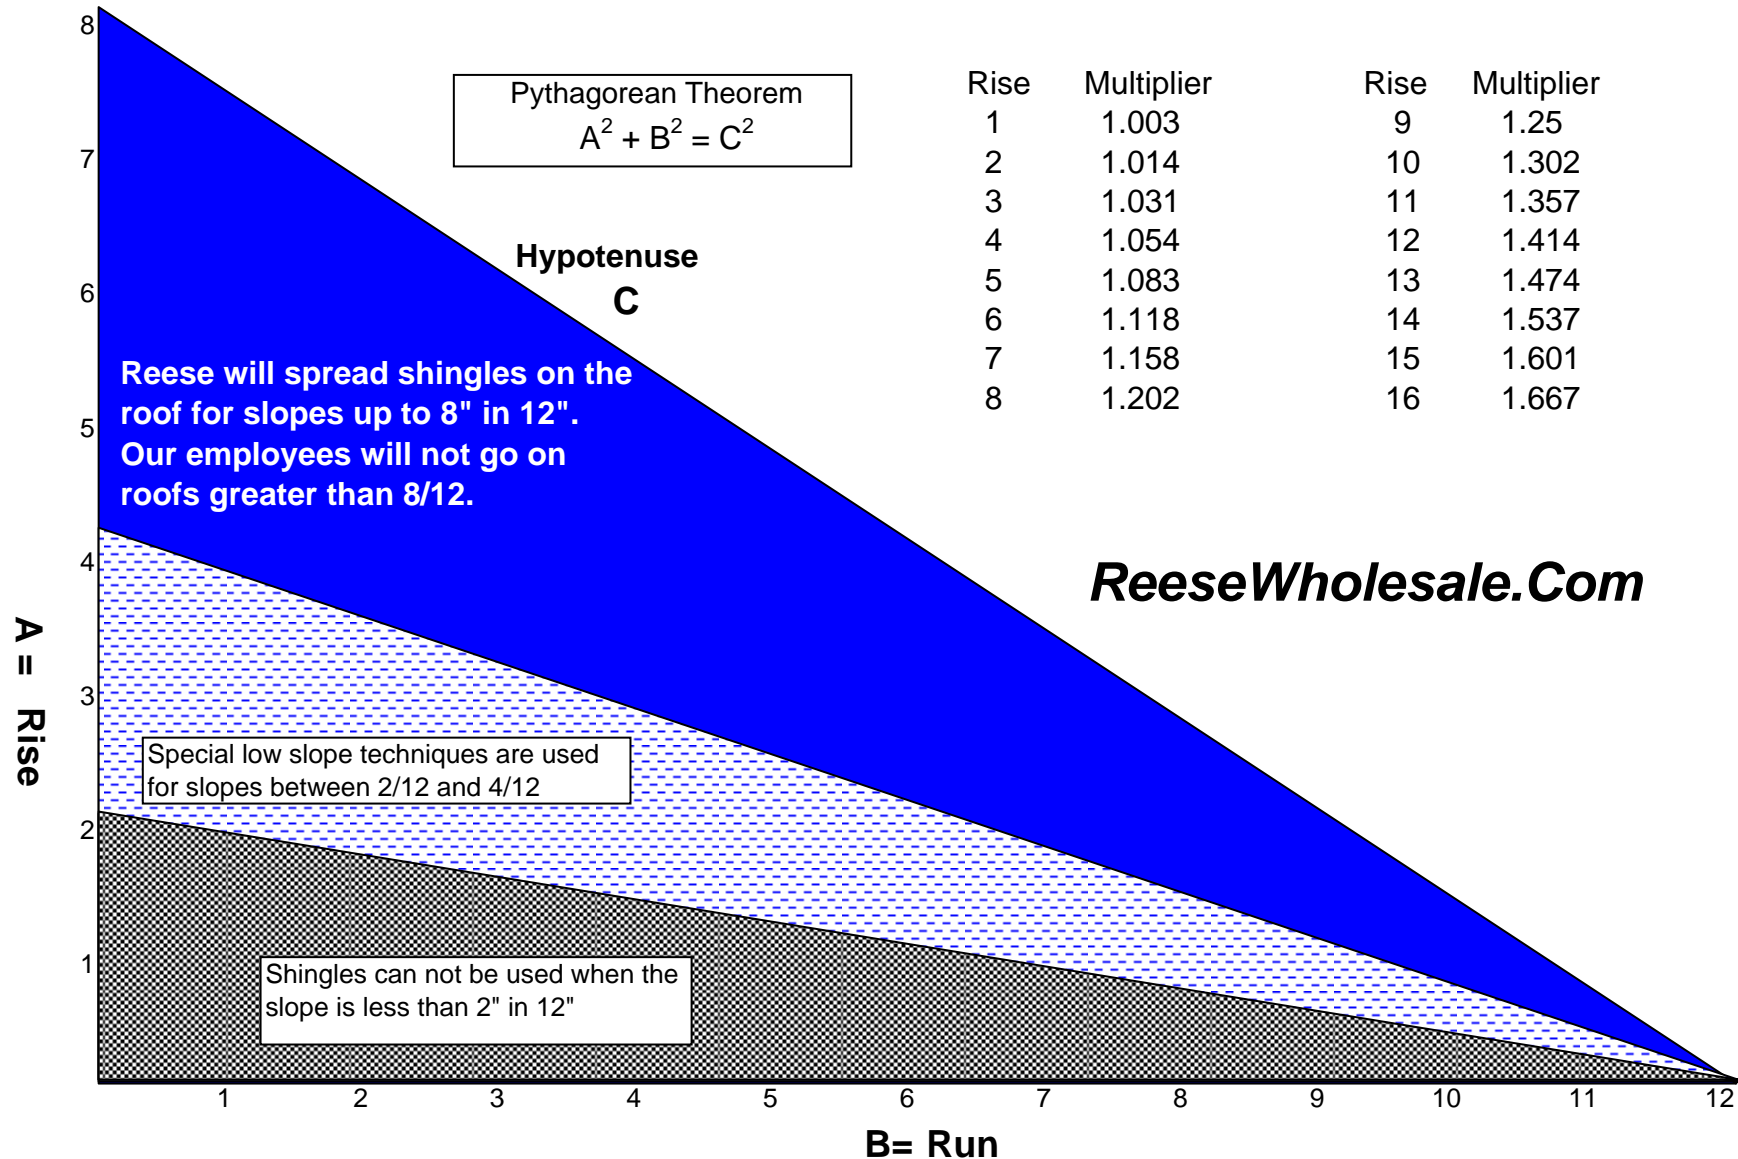 8
Pythagorean Theorem
A² + B² = C²
Rise Multiplier Rise Multiplier
1 1.003 9 1.25
2 1.014 10 1.302
3 1.031 11 1.357
4 1.054 12 1.414
5 1.083 13 1.474
6 1.118 14 1.537
7 1.158 15 1.601
8 1.202 16 1.667
7
Hypotenuse
C
6
Reese will spread shingles on the
roof for slopes up to 8" in 12".
Our employees will not go on
roofs greater than 8/12.
5
4
ReeseWholesale.Com
A = Rise
3
Special low slope techniques are used
for slopes between 2/12 and 4/12
2
1
Shingles can not be used when the
slope is less than 2" in 12"
1 2 3 4 5 6 7 8 9 10 11 12
B= Run